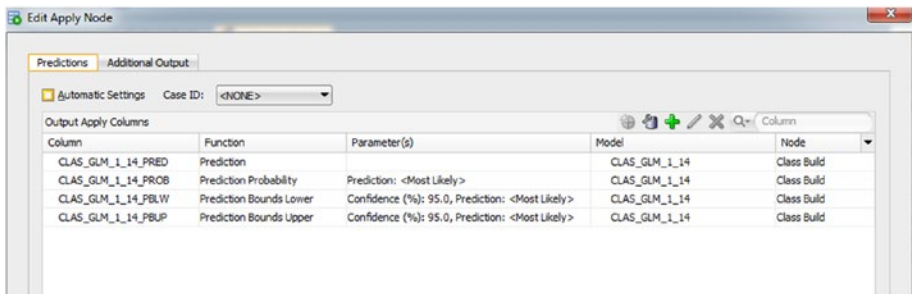 Edit Apply Node
Predictions Additional Output
Automatic Settings Case ID: <NONE>
Output Apply Columns Column
Column Function Parameter(s) Model Node
CLAS_GLM_1_14_PRED Prediction CLAS_GLM_1_14 Class Build
CLAS_GLM_1_14_PROB Prediction Probability Prediction: <Most Likely> CLAS_GLM_1_14 Class Build
CLAS_GLM_1_14_PBLW Prediction Bounds Lower Confidence (%): 95.0, Prediction: <Most Likely> CLAS_GLM_1_14 Class Build
CLAS_GLM_1_14_PBUP Prediction Bounds Upper Confidence (%): 95.0, Prediction: <Most Likely> CLAS_GLM_1_14 Class Build